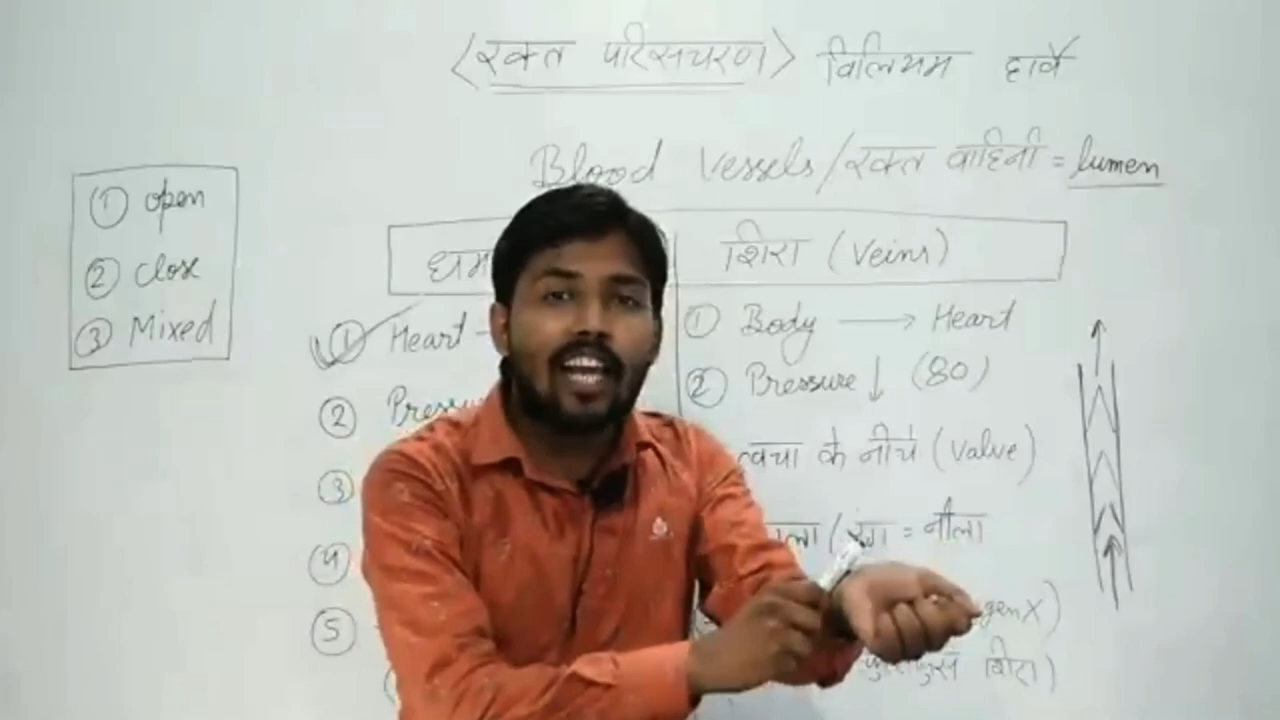 <रक्त परिसंचरण> विलियम हार्वे
Blood Vessels/रक्त वाहिनी = lumen
① open
② Close
③ Mixed
शिरा (Veins)
① Heart
① Body → Heart
②
② Pressure ↓ (80)
③
त्वचा के नीचे (Valve)
④
रंग = नीला
⑤